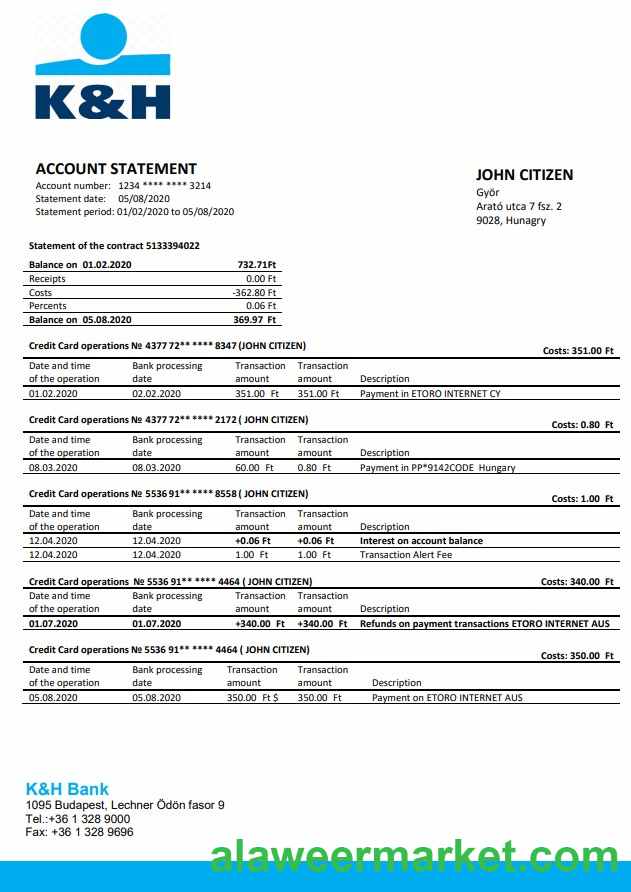 K&H
ACCOUNT STATEMENT
Account number: 1234 **** **** 3214
Statement date: 05/08/2020
Statement period: 01/02/2020 to 05/08/2020
JOHN CITIZEN
Györ
Arató utca 7 fsz. 2
9028, Hunagry
Statement of the contract 5133394022
Balance on 01.02.2020 732.71Ft
Receipts 0.00 Ft
Costs -362.80 Ft
Percents 0.06 Ft
Balance on 05.08.2020 369.97 Ft
Credit Card operations № 4377 72** **** 8347 (JOHN CITIZEN) Costs: 351.00 Ft
Date and time Bank processing Transaction Transaction
of the operation date amount amount Description
01.02.2020 02.02.2020 351.00 Ft 351.00 Ft Payment in ETORO INTERNET CY
Credit Card operations № 4377 72** **** 2172 ( JOHN CITIZEN) Costs: 0.80 Ft
Date and time Bank processing Transaction Transaction
of the operation date amount amount Description
08.03.2020 08.03.2020 60.00 Ft 0.80 Ft Payment in PP*9142CODE Hungary
Credit Card operations № 5536 91** **** 8558 ( JOHN CITIZEN) Costs: 1.00 Ft
Date and time Bank processing Transaction Transaction
of the operation date amount amount Description
12.04.2020 12.04.2020 +0.06 Ft +0.06 Ft Interest on account balance
12.04.2020 12.04.2020 1.00 Ft 1.00 Ft Transaction Alert Fee
Credit Card operations № 5536 91** **** 4464 ( JOHN CITIZEN) Costs: 340.00 Ft
Date and time Bank processing Transaction Transaction
of the operation date amount amount Description
01.07.2020 01.07.2020 +340.00 Ft +340.00 Ft Refunds on payment transactions ETORO INTERNET AUS
Credit Card operations № 5536 91** **** 4464 ( JOHN CITIZEN) Costs: 350.00 Ft
Date and time Bank processing Transaction Transaction
of the operation date amount amount Description
05.08.2020 05.08.2020 350.00 Ft $ 350.00 Ft Payment on ETORO INTERNET AUS
K&H Bank
1095 Budapest, Lechner Ödön fasor 9
Tel.:+36 1 328 9000
Fax: +36 1 328 9696
alaweermarket.com